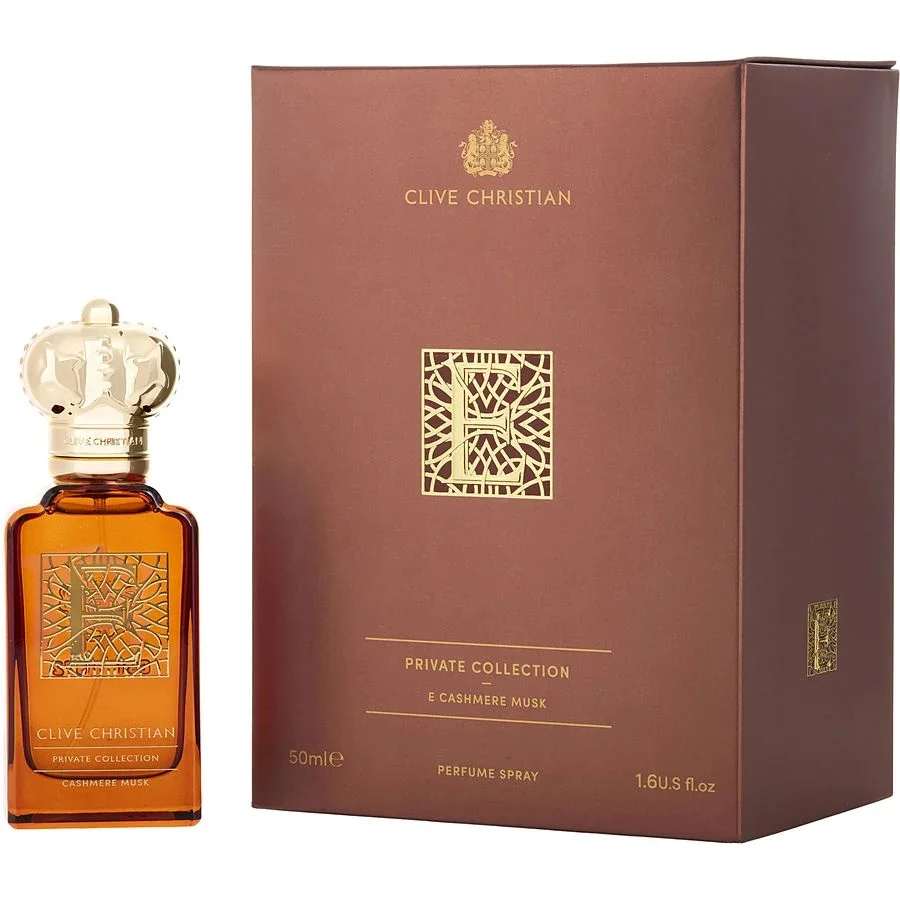 CLIVE CHRISTIAN
E
PRIVATE COLLECTION
E CASHMERE MUSK
50ml℮
PERFUME SPRAY
1.6U.S fl.oz
E
CLIVE CHRISTIAN
E
CLIVE CHRISTIAN
PRIVATE COLLECTION
CASHMERE MUSK